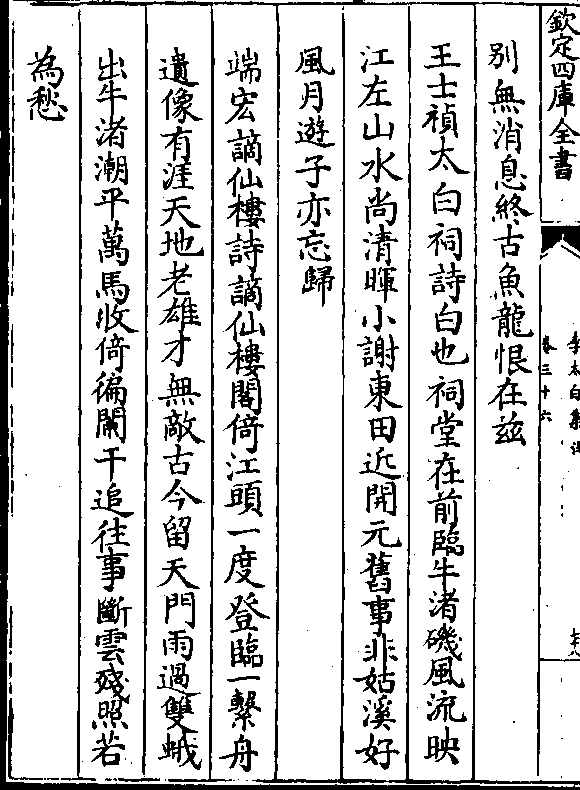 欽定四庫全書
卷三十六
别無消息終古魚龍恨在兹
王士禎太白祠詩白也祠堂在前臨牛渚磯風流映
江左山水尚清暉小謝東田近開元舊事非姑溪好
風月遊子亦忘歸
端宏謫仙樓詩謫仙樓閣倚江頭一度登臨一繫舟
遺像有涯天地老雄才無敵古今留天門雨過雙蛾
出牛渚潮平萬馬收倚徧闌干追往事斷雲殘照若
為愁